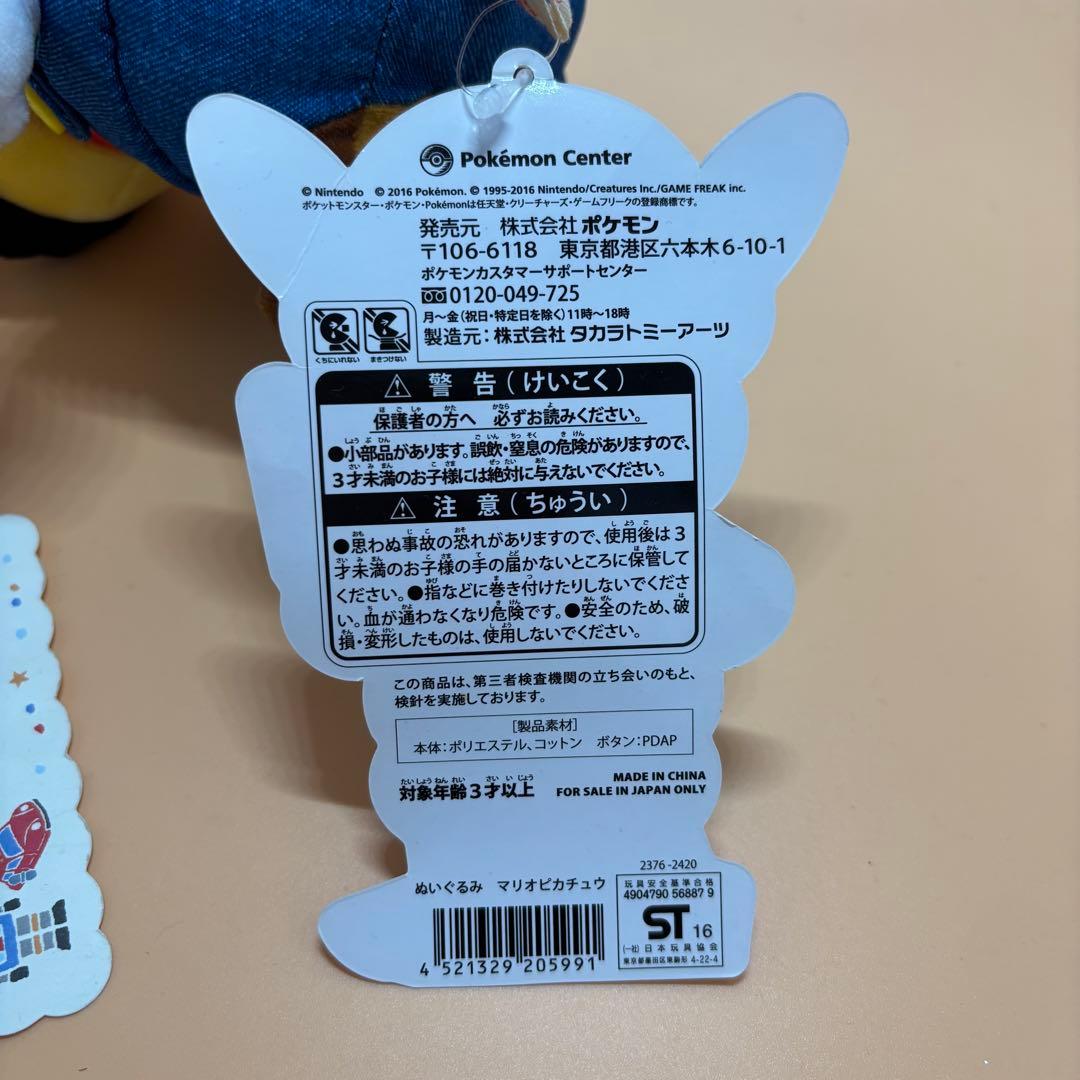 Pokémon Center
© Nintendo © 2016 Pokémon. © 1995-2016 Nintendo/Creatures Inc./GAME FREAK inc.
ポケットモンスター・ポケモン・Pokémonは任天堂・クリーチャーズ・ゲームフリークの登録商標です。
発売元 株式会社 ポケモン
〒106-6118 東京都港区六本木6-10-1
ポケモンカスタマーサポートセンター
0120-049-725
月〜金(祝日・特定日を除く)11時〜18時
製造元:株式会社 タカラトミーアーツ
くちにいれない まきつけない
⚠ 警告(けいこく)
保護者の方へ 必ずお読みください。
●小部品があります。誤飲・窒息の危険がありますので、
3才未満のお子様には絶対に与えないでください。
⚠ 注意(ちゅうい)
●思わぬ事故の恐れがありますので、使用後は3
才未満のお子様の手の届かないところに保管して
ください。●指などに巻き付けたりしないでくださ
い。血が通わなくなり危険です。●安全のため、破
損・変形したものは、使用しないでください。
この商品は、第三者検査機関の立ち会いのもと、
検針を実施しております。
[製品素材]
本体:ポリエステル、コットン ボタン:PDAP
対象年齢3才以上
MADE IN CHINA
FOR SALE IN JAPAN ONLY
2376-2420
ぬいぐるみ マリオピカチュウ
4 521329 205991
玩具安全基準合格
4904790 56887 9
ST 16
(一社)日本玩具協会
東京都墨田区東駒形 4-22-4